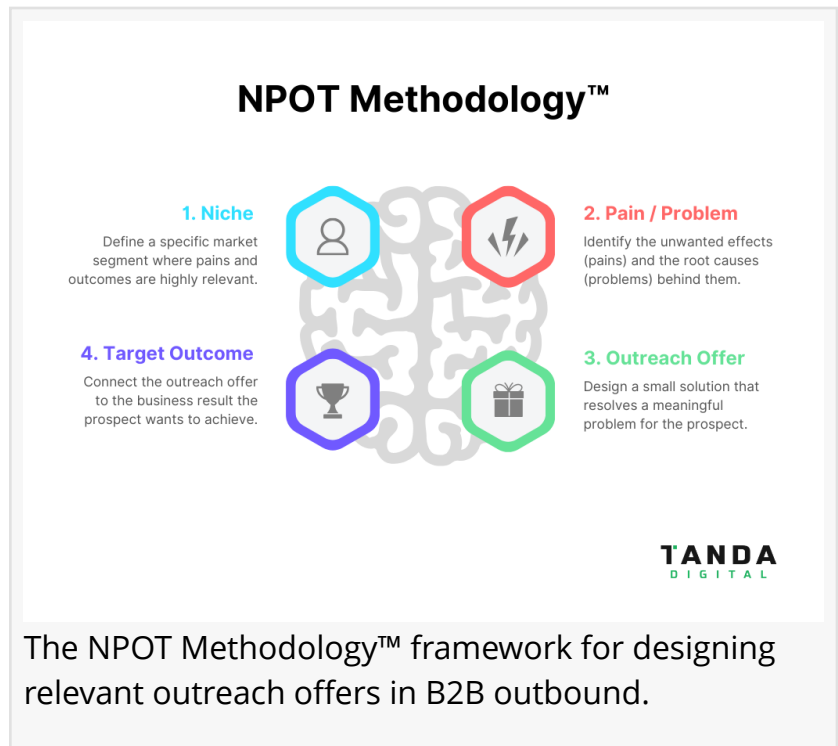 NPOT Methodology™
1. Niche
Define a specific market
segment where pains and
outcomes are highly relevant.
2. Pain / Problem
Identify the unwanted effects
(pains) and the root causes
(problems) behind them.
4. Target Outcome
Connect the outreach offer
to the business result the
prospect wants to achieve.
3. Outreach Offer
Design a small solution that
resolves a meaningful
problem for the prospect.
TANDA
DIGITAL
The NPOT Methodology™ framework for designing
relevant outreach offers in B2B outbound.